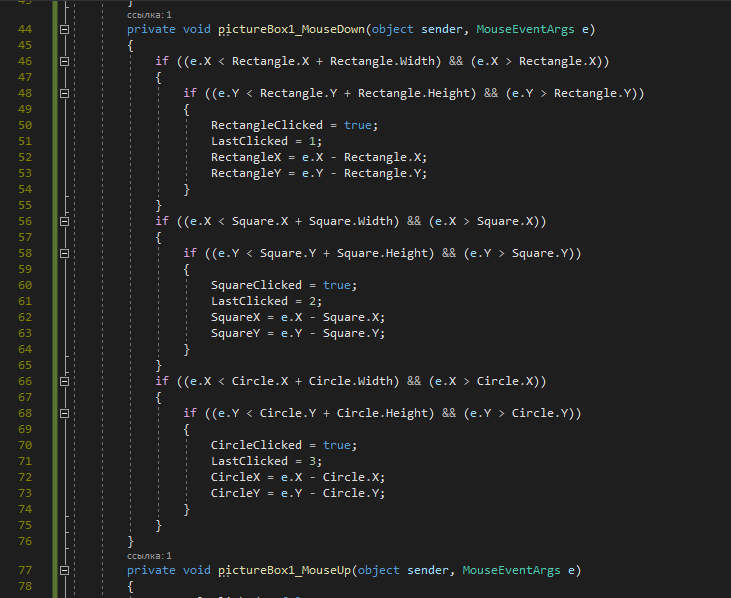 45 }
ссылка: 1
44 private void pictureBox1_MouseDown(object sender, MouseEventArgs e)
45 {
46 if ((e.X < Rectangle.X + Rectangle.Width) && (e.X > Rectangle.X))
47 {
48 if ((e.Y < Rectangle.Y + Rectangle.Height) && (e.Y > Rectangle.Y))
49 {
50 RectangleClicked = true;
51 LastClicked = 1;
52 RectangleX = e.X - Rectangle.X;
53 RectangleY = e.Y - Rectangle.Y;
54 }
55 }
56 if ((e.X < Square.X + Square.Width) && (e.X > Square.X))
57 {
58 if ((e.Y < Square.Y + Square.Height) && (e.Y > Square.Y))
59 {
60 SquareClicked = true;
61 LastClicked = 2;
62 SquareX = e.X - Square.X;
63 SquareY = e.Y - Square.Y;
64 }
65 }
66 if ((e.X < Circle.X + Circle.Width) && (e.X > Circle.X))
67 {
68 if ((e.Y < Circle.Y + Circle.Height) && (e.Y > Circle.Y))
69 {
70 CircleClicked = true;
71 LastClicked = 3;
72 CircleX = e.X - Circle.X;
73 CircleY = e.Y - Circle.Y;
74 }
75 }
76 }
ссылка: 1
77 private void pictureBox1_MouseUp(object sender, MouseEventArgs e)
78 {